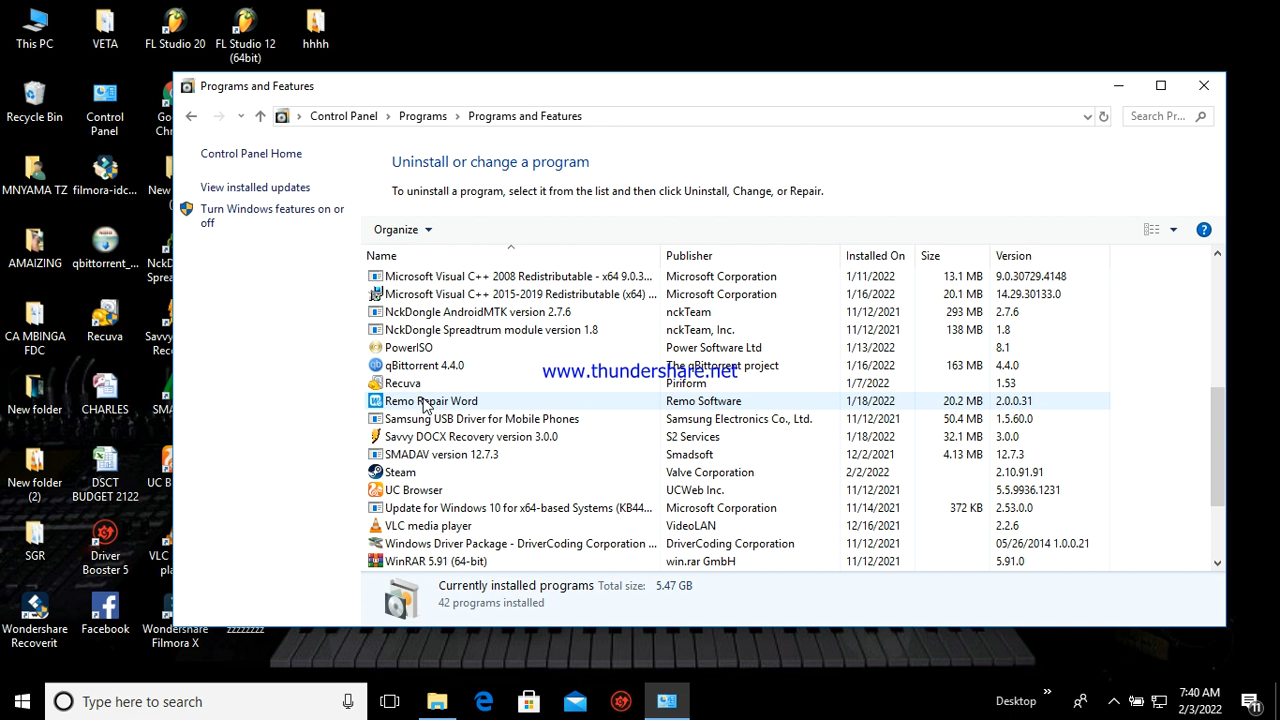 This PC
VETA
FL Studio 20
FL Studio 12
(64bit)
hhhh
Recycle Bin
Control
Panel
Go
Chr
MNYAMA TZ
filmora-idc...
New
AMAIZING
qbittorrent_...
NckD
Sprea
CA MBINGA
FDC
Recuva
Savvy
Reco
New folder
CHARLES
SMA
New folder
(2)
DSCT
BUDGET 2122
UC B
SGR
Driver
Booster 5
VLC
pla
Wondershare
Recoverit
Facebook
Wondershare
Filmora X
zzzzzzzz
Programs and Features
Control Panel > Programs > Programs and Features
Search Pr...
Control Panel Home
View installed updates
Turn Windows features on or
off
Uninstall or change a program
To uninstall a program, select it from the list and then click Uninstall, Change, or Repair.
Organize
Name Publisher Installed On Size Version
Microsoft Visual C++ 2008 Redistributable - x64 9.0.3... Microsoft Corporation 1/11/2022 13.1 MB 9.0.30729.4148
Microsoft Visual C++ 2015-2019 Redistributable (x64) ... Microsoft Corporation 1/16/2022 20.1 MB 14.29.30133.0
NckDongle AndroidMTK version 2.7.6 nckTeam 11/12/2021 293 MB 2.7.6
NckDongle Spreadtrum module version 1.8 nckTeam, Inc. 11/12/2021 138 MB 1.8
PowerISO Power Software Ltd 1/13/2022 8.1
qBittorrent 4.4.0 The qBittorrent project 1/16/2022 163 MB 4.4.0
www.thundershare.net
Recuva Piriform 1/7/2022 1.53
Remo Repair Word Remo Software 1/18/2022 20.2 MB 2.0.0.31
Samsung USB Driver for Mobile Phones Samsung Electronics Co., Ltd. 11/12/2021 50.4 MB 1.5.60.0
Savvy DOCX Recovery version 3.0.0 S2 Services 1/18/2022 32.1 MB 3.0.0
SMADAV version 12.7.3 Smadsoft 12/2/2021 4.13 MB 12.7.3
Steam Valve Corporation 2/2/2022 2.10.91.91
UC Browser UCWeb Inc. 11/12/2021 5.5.9936.1231
Update for Windows 10 for x64-based Systems (KB44... Microsoft Corporation 11/14/2021 372 KB 2.53.0.0
VLC media player VideoLAN 12/16/2021 2.2.6
Windows Driver Package - DriverCoding Corporation ... DriverCoding Corporation 11/12/2021 05/26/2014 1.0.0.21
WinRAR 5.91 (64-bit) win.rar GmbH 11/12/2021 5.91.0
Currently installed programs Total size: 5.47 GB
42 programs installed
Type here to search
Desktop
7:40 AM
2/3/2022
11